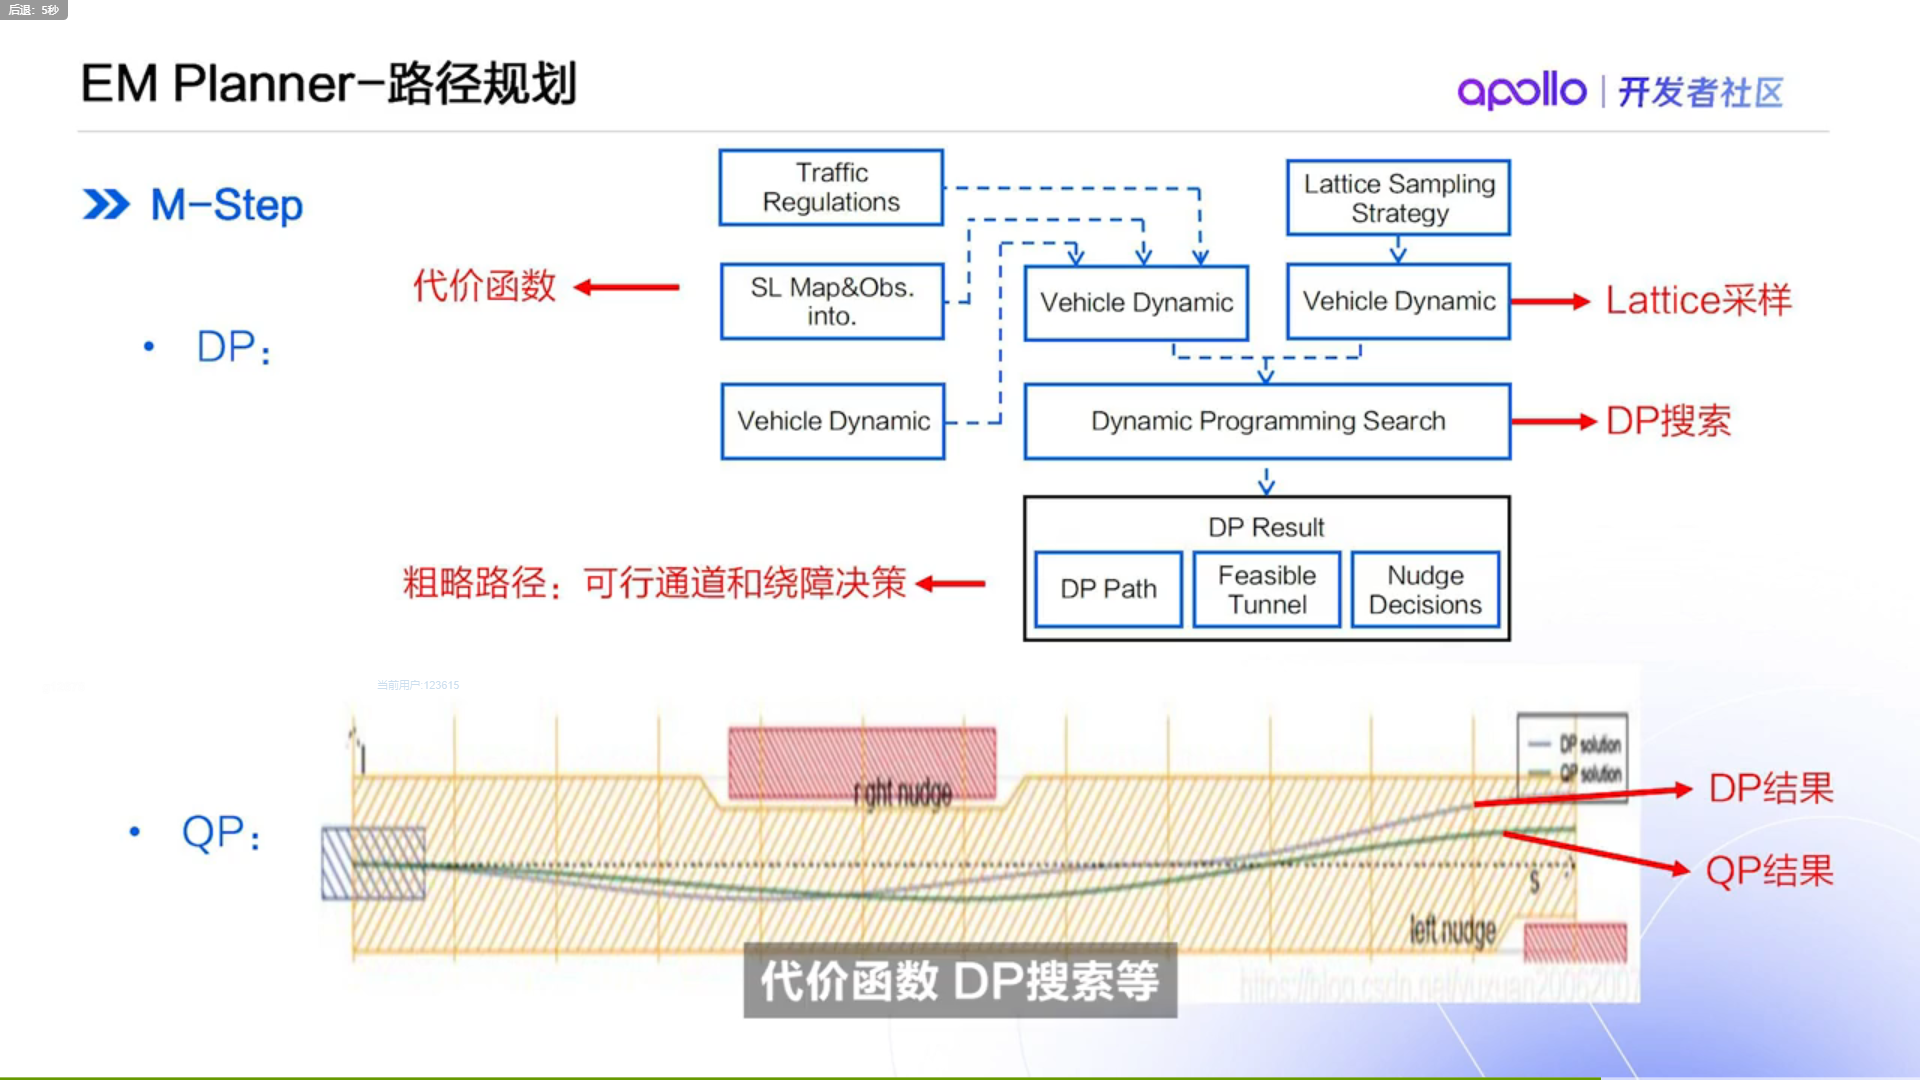 后退：5秒
EM Planner-路径规划
apollo | 开发者社区
M-Step
Traffic
Regulations
Lattice Sampling
Strategy
代价函数
SL Map&Obs.
into.
Vehicle Dynamic
Vehicle Dynamic
Lattice采样
• DP：
Vehicle Dynamic
Dynamic Programming Search
DP搜索
DP Result
粗略路径：可行通道和绕障决策
DP Path
Feasible
Tunnel
Nudge
Decisions
当前用户:123615
DP solution
QP solution
right nudge
DP结果
• QP：
QP结果
s
left nudge
代价函数 DP搜索等
https://blog.csdn.net/yuxuan20062007